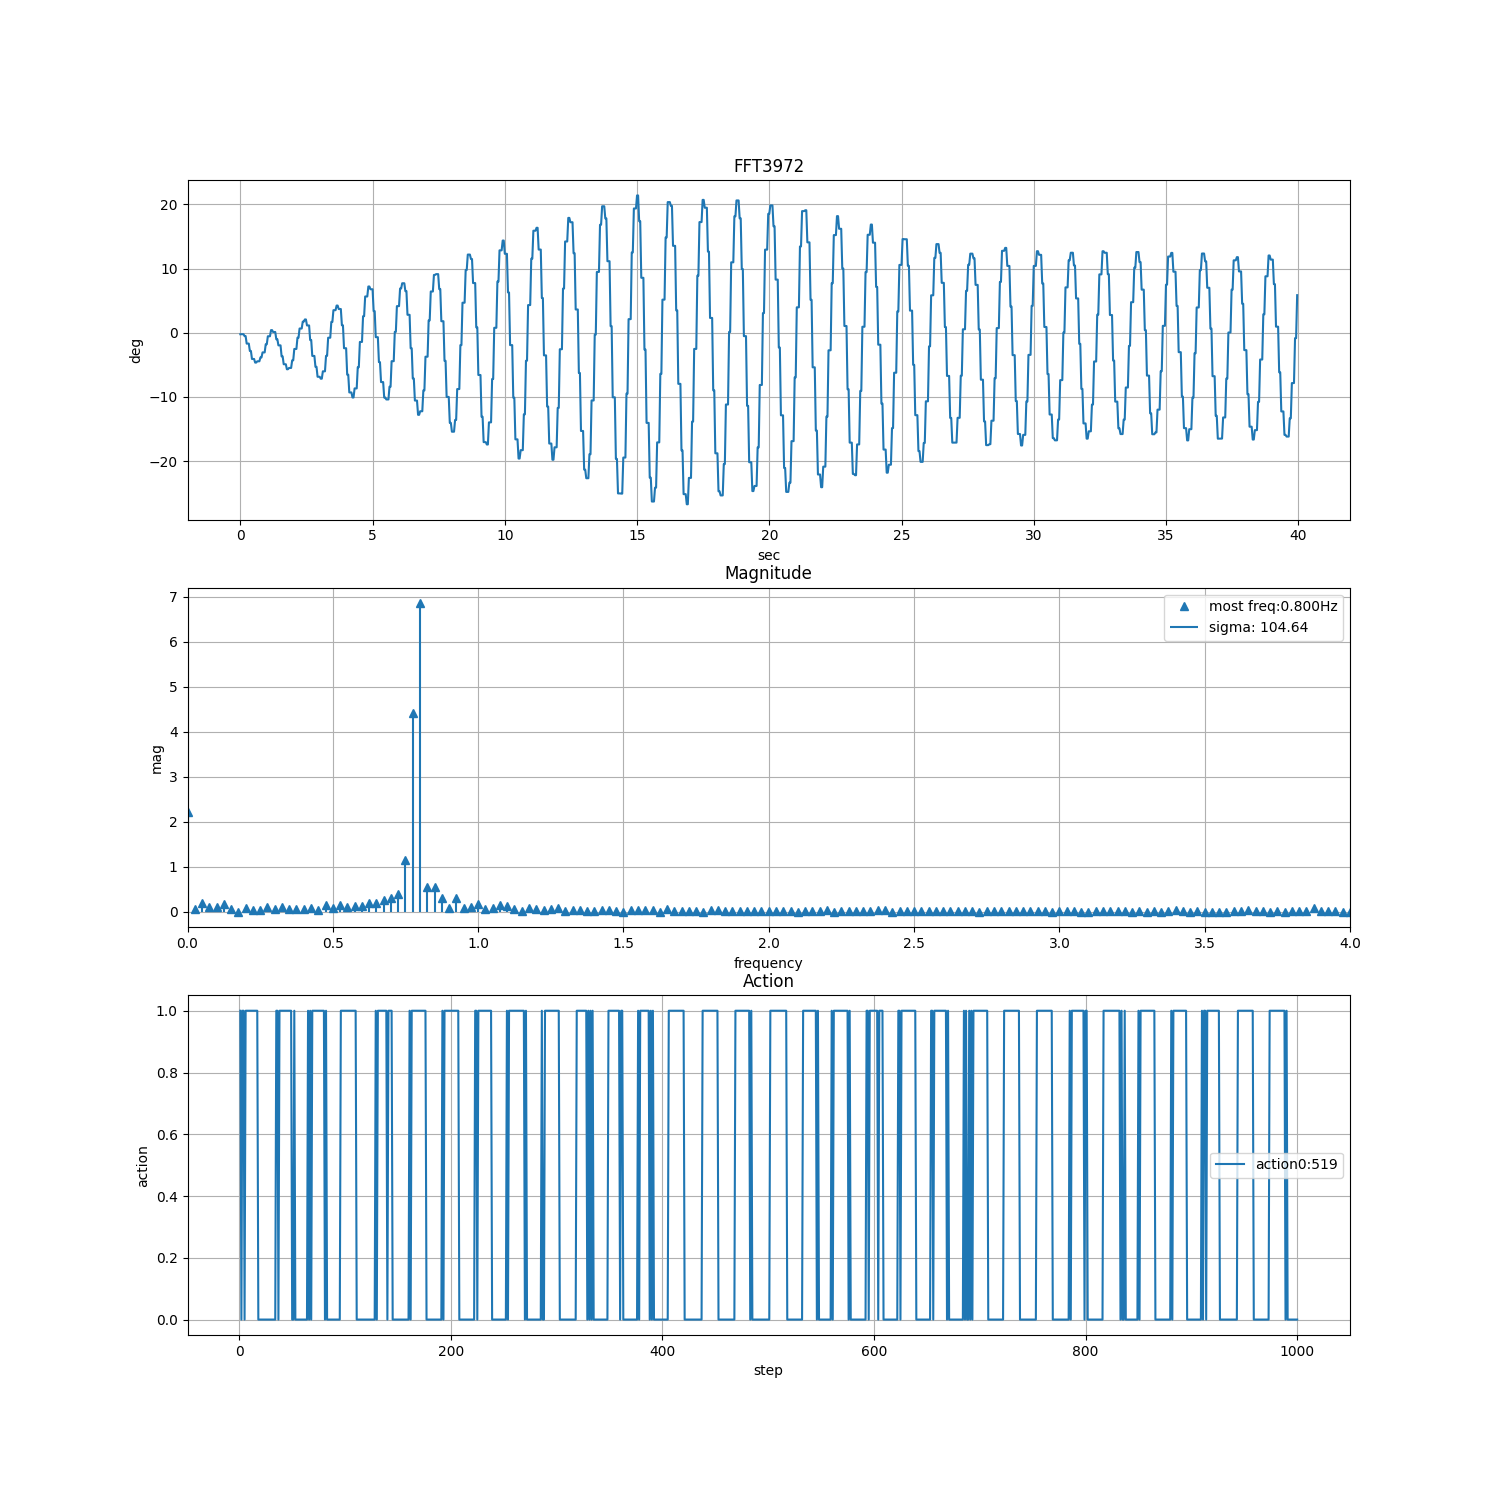 FFT3972
20
10
0
−10
−20
deg
0 5 10 15 20 25 30 35 40
sec
Magnitude
7
6
5
4
3
2
1
0
mag
most freq:0.800Hz
sigma: 104.64
0.0 0.5 1.0 1.5 2.0 2.5 3.0 3.5 4.0
frequency
Action
1.0
0.8
0.6
0.4
0.2
0.0
action
action0:519
0 200 400 600 800 1000
step